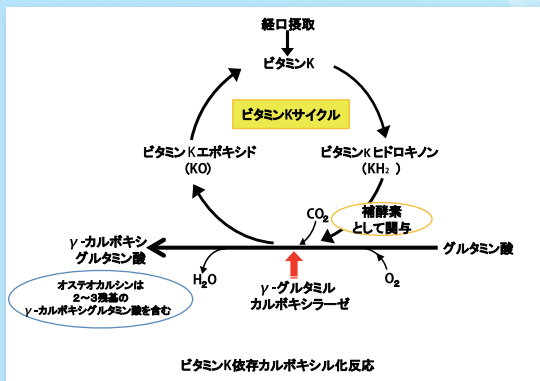 経口摂取
ビタミンK
ビタミンKサイクル
ビタミンKエポキシド
(KO)
ビタミンKヒドロキノン
(KH₂ )
CO₂
補酵素
として関与
γ-カルボキシ
グルタミン酸
グルタミン酸
H₂O
O₂
γ-グルタミル
カルボキシラーゼ
オステオカルシンは
2～3残基の
γ-カルボキシグルタミン酸を含む
ビタミンK依存カルボキシル化反応